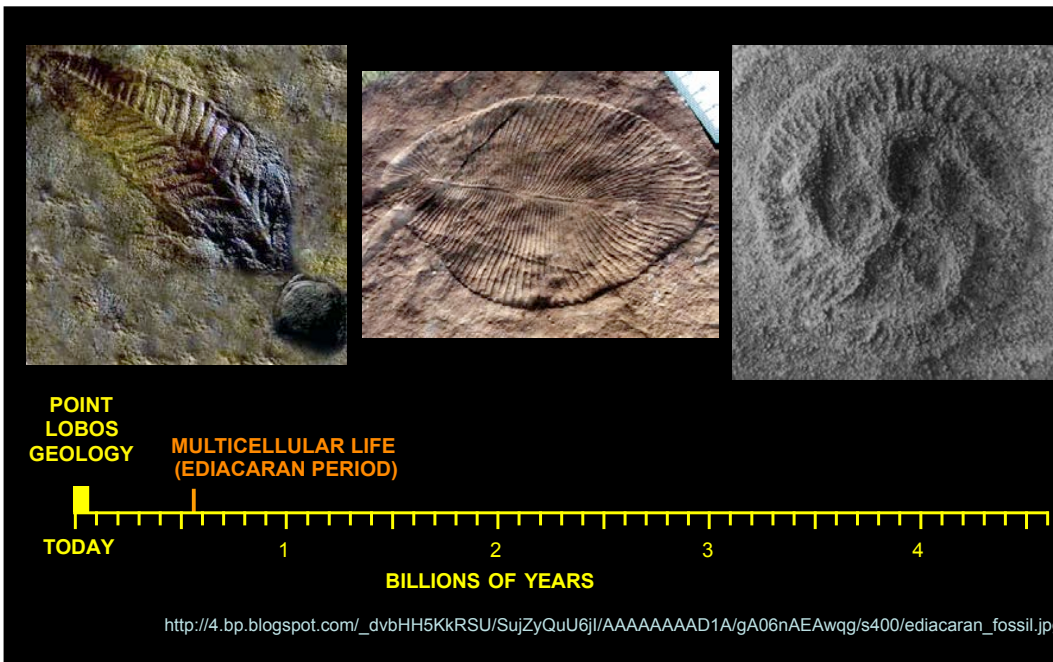 POINT
LOBOS
GEOLOGY
MULTICELLULAR LIFE
(EDIACARAN PERIOD)
TODAY 1 2 3 4
BILLIONS OF YEARS
http://4.bp.blogspot.com/_dvbHH5KkRSU/SujZyQuU6jI/AAAAAAAAD1A/gA06nAEAwqg/s400/ediacaran_fossil.jp